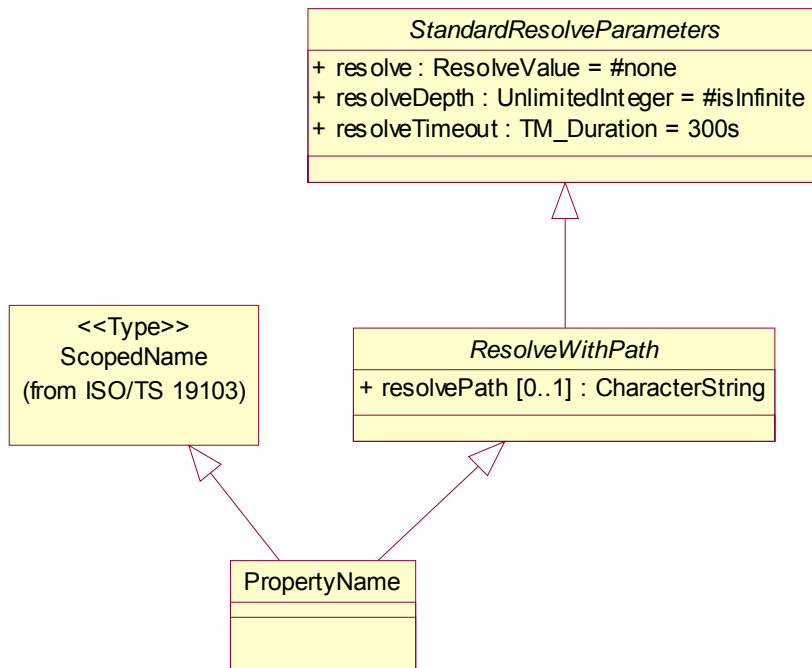 StandardResolveParameters
+ resolve : ResolveValue = #none
+ resolveDepth : UnlimitedInteger = #isInfinite
+ resolveTimeout : TM_Duration = 300s
<<Type>>
ScopedName
(from ISO/TS 19103)
ResolveWithPath
+ resolvePath [0..1] : CharacterString
PropertyName